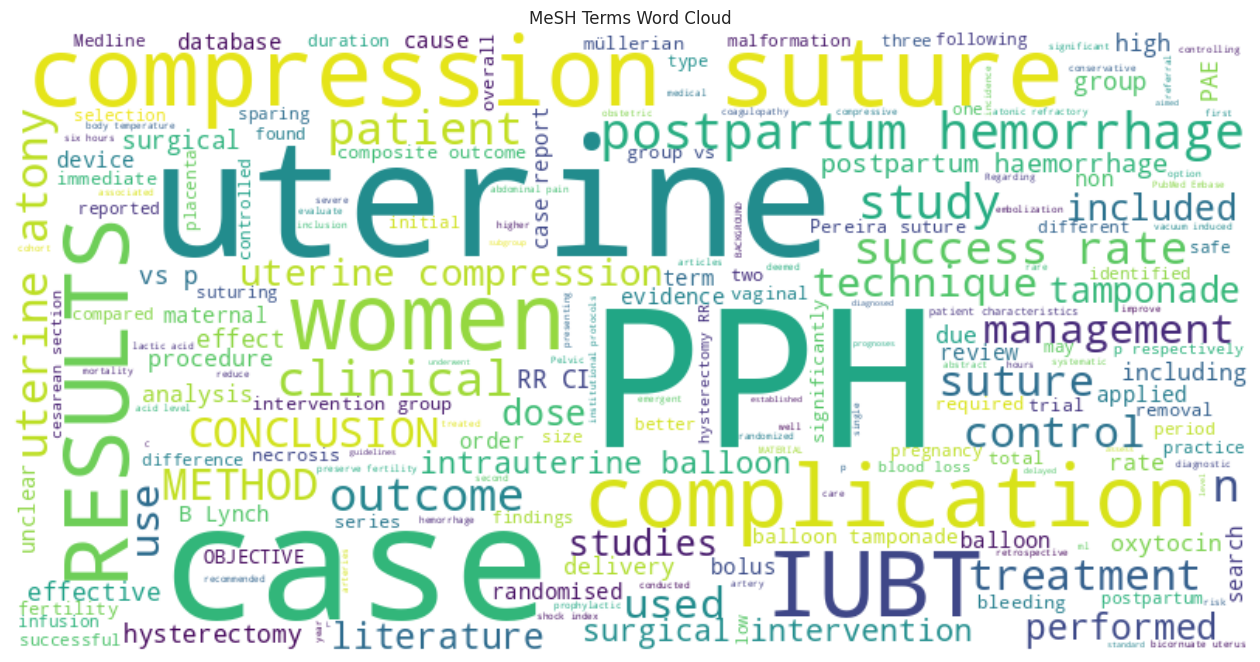 MeSH Terms Word Cloud
Medline
database
duration
cause
overall
müllerian
type
malformation
three
following
significant
high
controlling
compression suture
medical
conservative
group
referral
aimed
PAE
selection
sparing
patient
case report
obstetric
coagulopathy
compressive
one
incidence
atonic refractory
first
body temperature
six hours
surgical
found
postpartum hemorrhage
uterine atony
device
composite outcome
group vs
postpartum haemorrhage
immediate
placenta
controlled
uterine
abdominal pain
Regarding
non
option
PubMed Embase
associated
severe
reported
evaluate
inclusion
initial
higher
BACKGROUND
study
embolization
included
cohort
RESULTS
subgroup
Pereira suture
different
vacuum induced
safe
vs p
uterine compression
articles
term
deemed
two
success rate
rare
identified
suturing
evidence
vaginal
technique
tamponade
compared
maternal
women
presenting
institutional protocols
hysterectomy RR
significantly
diagnosed
patient characteristics
improve
cesarean section
lactic acid
effect
PPH
due
management
may
p respectively
mortality
procedure
underwent
Pelvic
prognoses
review
abstract
hours
systematic
reduce
clinical
RR CI
emergent
established
suture
including
analysis
acid level
intervention group
treated
dose
better
well
single
required
trial
applied
removal
CONCLUSION
order
size
randomized
control
period
c
practice
unclear
difference
necrosis
guidelines
MATERIAL
pregnancy
total
use
preserve fertility
second
intrauterine balloon
p
blood loss
delayed
rate
diagnostic
METHOD
outcome
complication
care
level
n
B Lynch
series
hemorrhage
findings
case
OBJECTIVE
studies
balloon tamponade
balloon
oxytocin
search
retrospective
ml
recommended
arteries
delivery
bolus
IUBT
treatment
effective
conducted
artery
randomised
used
bleeding
postpartum
risk
fertility
prophylactic
infusion
shock index
low
performed
successful
hysterectomy
year
literature
surgical intervention
standard
bicornuate uterus